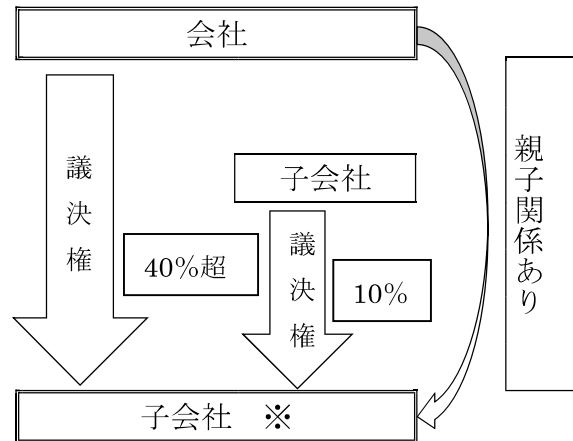 会社
議決権
子会社
40%超
議決権
10%
親子関係あり
子会社　※